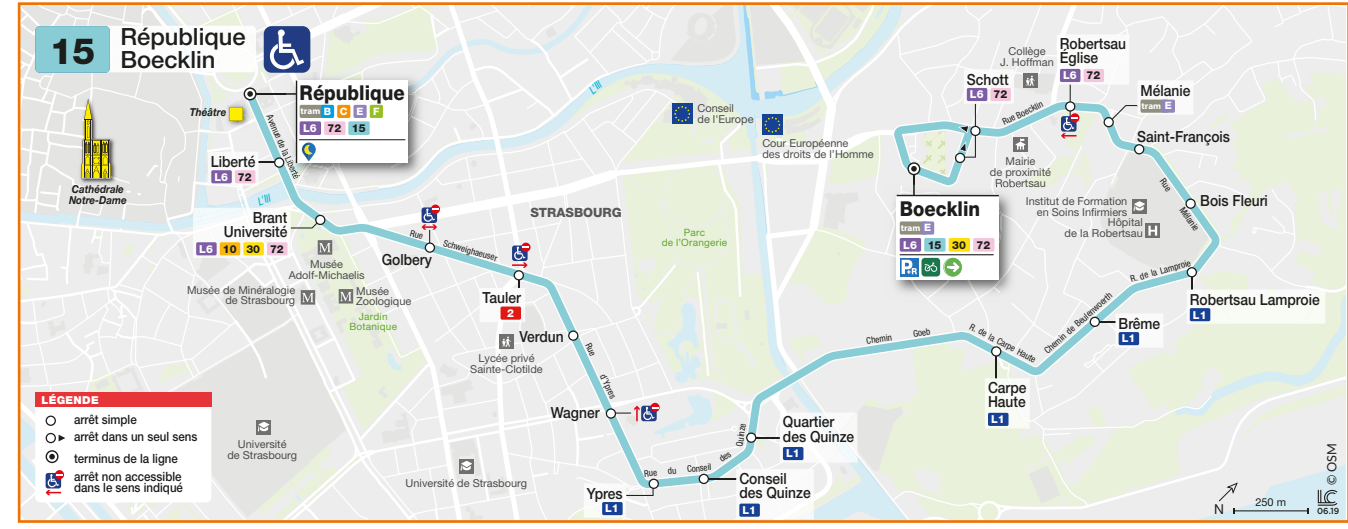 15
République
Boecklin
Théâtre
Cathédrale
Notre-Dame
République
tram B C E F
L6 72 15
Avenue de la Liberté
Liberté
L6 72
L'Ill
L'Ill
Brant
Université
L6 10 30 72
Musée
Adolf-Michaelis
M
Musée de Minéralogie
de Strasbourg
M
M
Musée
Zoologique
Jardin
Botanique
Golbery
Rue Schweighaeuser
STRASBOURG
Tauler
2
Verdun
Lycée privé
Sainte-Clotilde
Rue d'Ypres
Wagner
Ypres
L1
Rue du Conseil des Quinze
Conseil
des Quinze
L1
Quartier
des Quinze
L1
Université
de Strasbourg
Université de Strasbourg
Parc
de l'Orangerie
Conseil
de l'Europe
Cour Européenne
des droits de l'Homme
Chemin Goeb
R. de la Carpe Haute
Carpe
Haute
L1
Chemin de Beulenwoerth
Brême
L1
R. de la Lamproie
Robertsau Lamproie
L1
Rue Mélanie
Bois Fleuri
Saint-François
Mélanie
tram E
Robertsau
Église
L6 72
Rue Boecklin
Collège
J. Hoffman
Schott
L6 72
Mairie
de proximité
Robertsau
Institut de Formation
en Soins Infirmiers
Hôpital
de la Robertsau
H
Boecklin
tram E
L6 15 30 72
P+R
LÉGENDE
arrêt simple
arrêt dans un seul sens
terminus de la ligne
arrêt non accessible
dans le sens indiqué
N
250 m
LC
06.19
© OSM